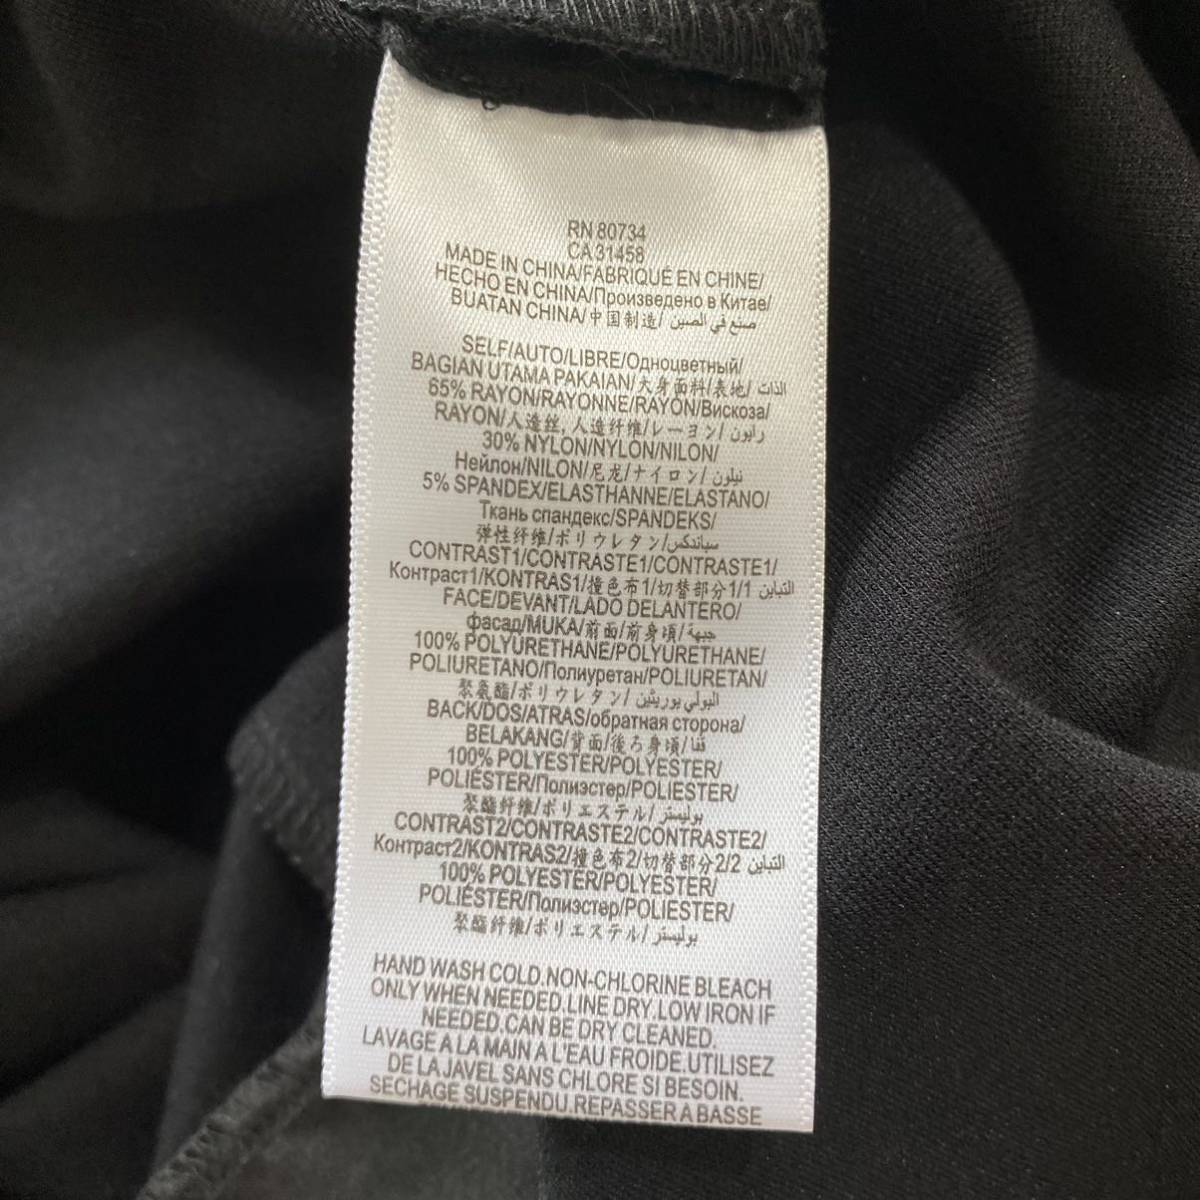 RN 80734
CA 31458
MADE IN CHINA/FABRIQUÉ EN CHINE/
HECHO EN CHINA/Произведено в Китае/
BUATAN CHINA/中国制造/ صنع في الصين
SELF/AUTO/LIBRE/Одноцветный/
BAGIAN UTAMA PAKAIAN/大身面料/表地/ الذات
65% RAYON/RAYONNE/RAYÓN/Вискоза/
RAYON/人造丝, 人造纤维/レーヨン/ رايون
30% NYLON/NYLON/NILON/
Нейлон/NILON/尼龙/ナイロン/ نيلون
5% SPANDEX/ELASTHANNE/ELASTANO/
Ткань спандекс/SPANDEKS/
弹性纤维/ポリウレタン/سباندكس
CONTRAST1/CONTRASTE1/CONTRASTE1/
Контраст1/KONTRAS1/撞色布1/切替部分1/1 التباين
FACE/DEVANT/LADO DELANTERO/
фасад/MUKA/前面/前身頃/جبهة
100% POLYURETHANE/POLYURETHANE/
POLIURETANO/Полиуретан/POLIURETAN/
聚氨酯/ポリウレタン/ البولي يوريثين
BACK/DOS/ATRAS/обратная сторона/
BELAKANG/背面/後ろ身頃/ قفا
100% POLYESTER/POLYESTER/
POLIÉSTER/Полиэстер/POLIESTER/
聚酯纤维/ポリエステル/ بوليستر
CONTRAST2/CONTRASTE2/CONTRASTE2/
Контраст2/KONTRAS2/撞色布2/切替部分2/2 التباين
100% POLYESTER/POLYESTER/
POLIÉSTER/Полиэстер/POLIESTER/
聚酯纤维/ポリエステル/ بوليستر
HAND WASH COLD.NON-CHLORINE BLEACH
ONLY WHEN NEEDED.LINE DRY.LOW IRON IF
NEEDED.CAN BE DRY CLEANED.
LAVAGE A LA MAIN A L'EAU FROIDE.UTILISEZ
DE LA JAVEL SANS CHLORE SI BESOIN.
SECHAGE SUSPENDU.REPASSER A BASSE